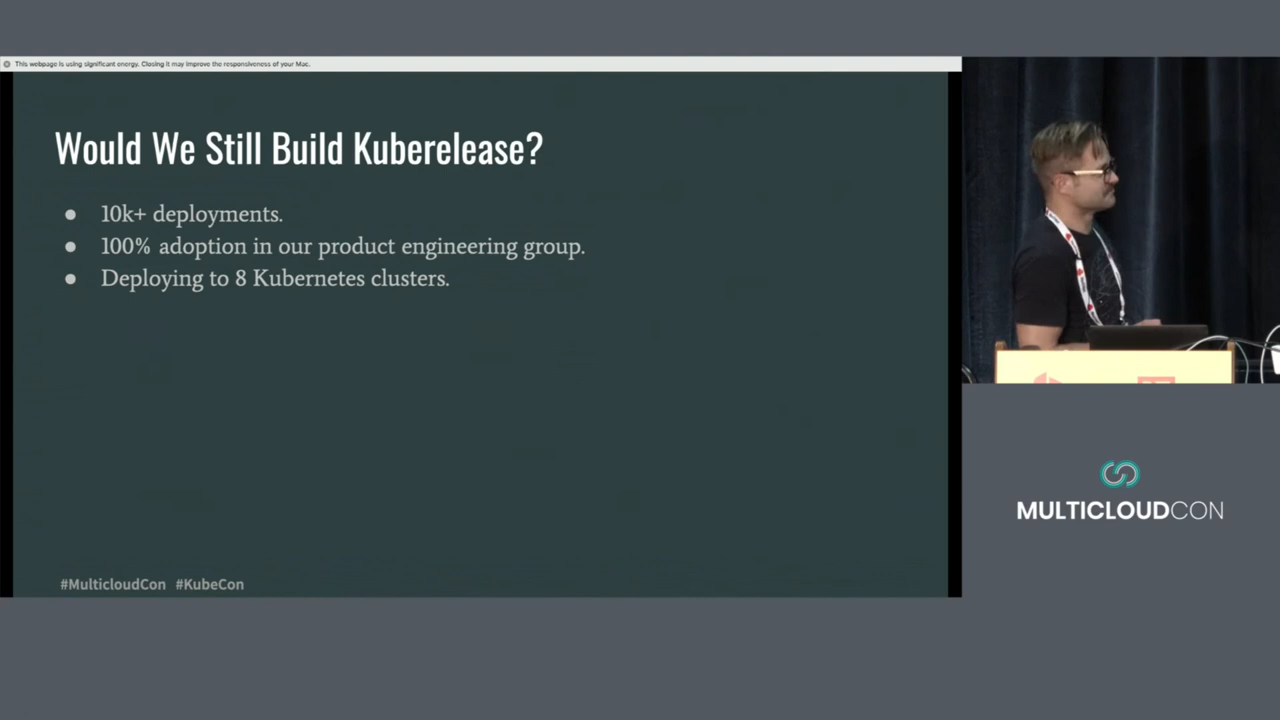 This webpage is using significant energy. Closing it may improve the responsiveness of your Mac.
Would We Still Build Kuberelease?
● 10k+ deployments.
● 100% adoption in our product engineering group.
● Deploying to 8 Kubernetes clusters.
#MulticloudCon #KubeCon
MULTICLOUDCON